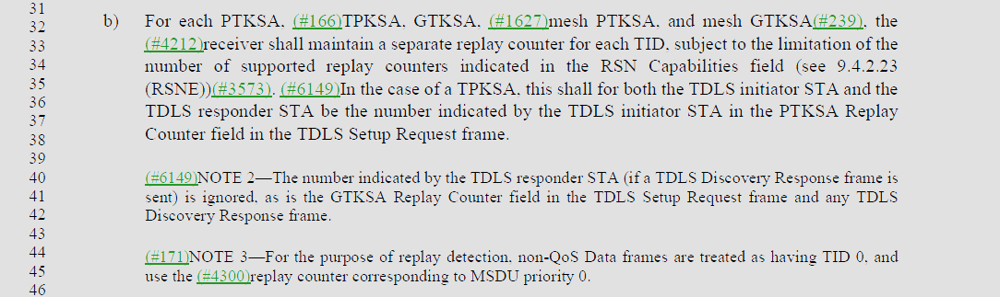 31
32 b) For each PTKSA, (#166)TPKSA, GTKSA, (#1627)mesh PTKSA, and mesh GTKSA(#239), the
33 (#4212)receiver shall maintain a separate replay counter for each TID, subject to the limitation of the
34 number of supported replay counters indicated in the RSN Capabilities field (see 9.4.2.23
35 (RSNE))(#3573). (#6149)In the case of a TPKSA, this shall for both the TDLS initiator STA and the
36 TDLS responder STA be the number indicated by the TDLS initiator STA in the PTKSA Replay
37
38 Counter field in the TDLS Setup Request frame.
39
40 (#6149)NOTE 2—The number indicated by the TDLS responder STA (if a TDLS Discovery Response frame is
41 sent) is ignored, as is the GTKSA Replay Counter field in the TDLS Setup Request frame and any TDLS
42 Discovery Response frame.
43
44 (#171)NOTE 3—For the purpose of replay detection, non-QoS Data frames are treated as having TID 0, and
45 use the (#4300)replay counter corresponding to MSDU priority 0.
46